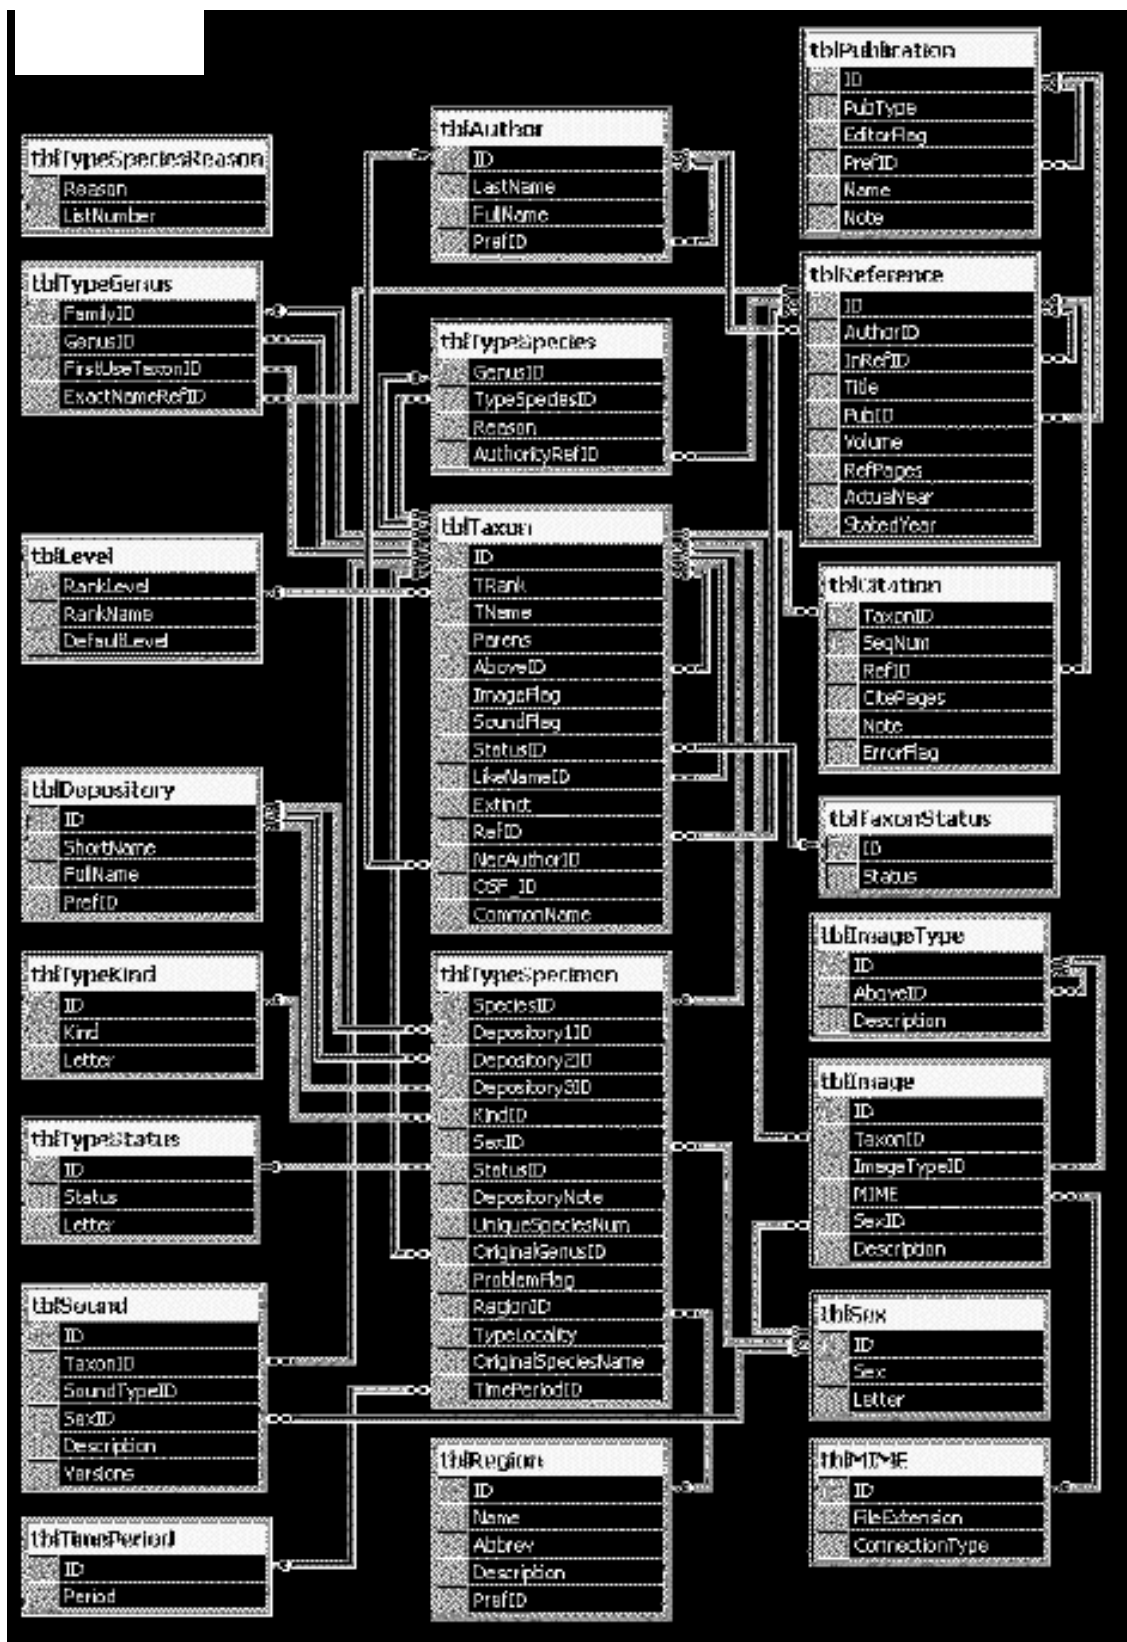 tblTypeSpeciesReason
Reason
ListNumber
tblTypeGenus
FamilyID
GenusID
FirstUseTaxonID
ExactNameRefID
tblLevel
RankLevel
RankName
DefaultLevel
tblDepository
ID
ShortName
FullName
PrefID
tblTypeKind
ID
Kind
Letter
tblTypeStatus
ID
Status
Letter
tblSound
ID
TaxonID
SoundTypeID
SexID
Description
Versions
tblTimePeriod
ID
Period
tblAuthor
ID
LastName
FullName
PrefID
tblTypeSpecies
GenusID
TypeSpeciesID
Reason
AuthorityRefID
tblTaxon
ID
TRank
TName
Parens
AboveID
ImageFlag
SoundFlag
StatusID
LikeNameID
Extinct
RefID
NecAuthorID
OSF_ID
CommonName
tblTypeSpecimen
SpeciesID
Depository1ID
Depository2ID
Depository3ID
KindID
SexID
StatusID
DepositoryNote
UniqueSpeciesNum
OriginalGenusID
ProblemFlag
RegionID
TypeLocality
OriginalSpeciesName
TimePeriodID
tblRegion
ID
Name
Abbrev
Description
PrefID
tblPublication
ID
PubType
EditorFlag
PrefID
Name
Note
tblReference
ID
AuthorID
InRefID
Title
PubID
Volume
RefPages
ActualYear
StatedYear
tblCitation
TaxonID
SeqNum
RefID
CitePages
Note
ErrorFlag
tblTaxonStatus
ID
Status
tblImageType
ID
AboveID
Description
tblImage
ID
TaxonID
ImageTypeID
MIME
SexID
Description
tblSex
ID
Sex
Letter
tblMIME
ID
FileExtension
ConnectionType